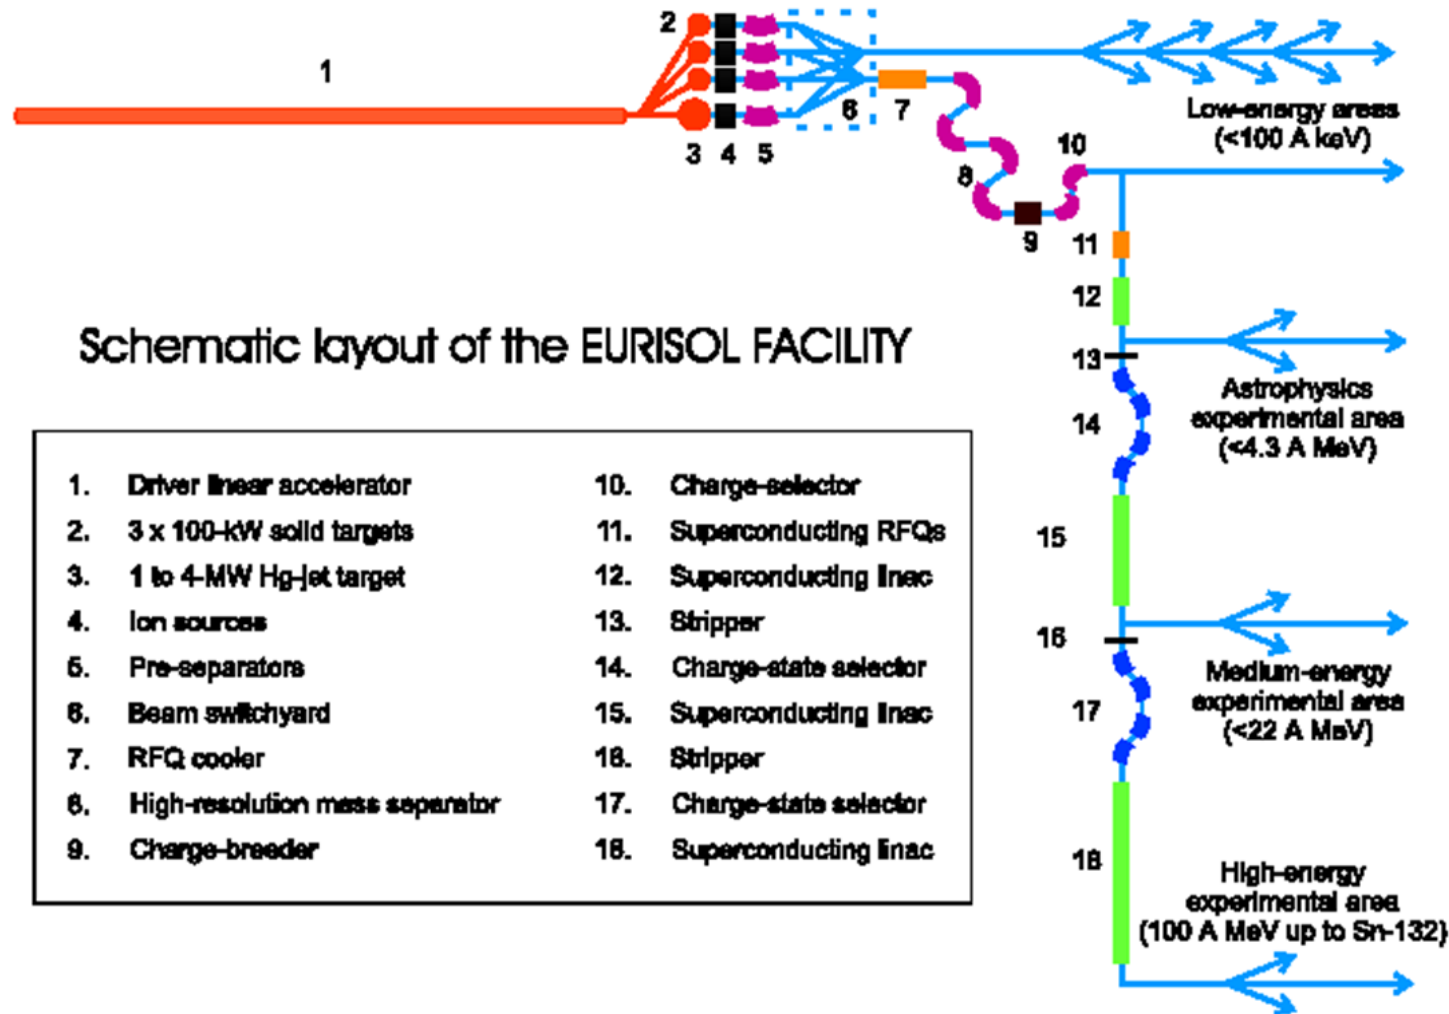 1
2
3 4 5
6
7
8
9
10
Low-energy areas
(<100 A keV)
11
12
13
14
Astrophysics
experimental area
(<4.3 A MeV)
15
16
17
Medium-energy
experimental area
(<22 A MeV)
18
High-energy
experimental area
(100 A MeV up to Sn-132)
Schematic layout of the EURISOL FACILITY
1. Driver linear accelerator
2. 3 x 100-kW solid targets
3. 1 to 4-MW Hg-jet target
4. Ion sources
5. Pre-separators
6. Beam switchyard
7. RFQ cooler
8. High-resolution mass separator
9. Charge-breeder
10. Charge-selector
11. Superconducting RFQs
12. Superconducting linac
13. Stripper
14. Charge-state selector
15. Superconducting linac
16. Stripper
17. Charge-state selector
18. Superconducting linac